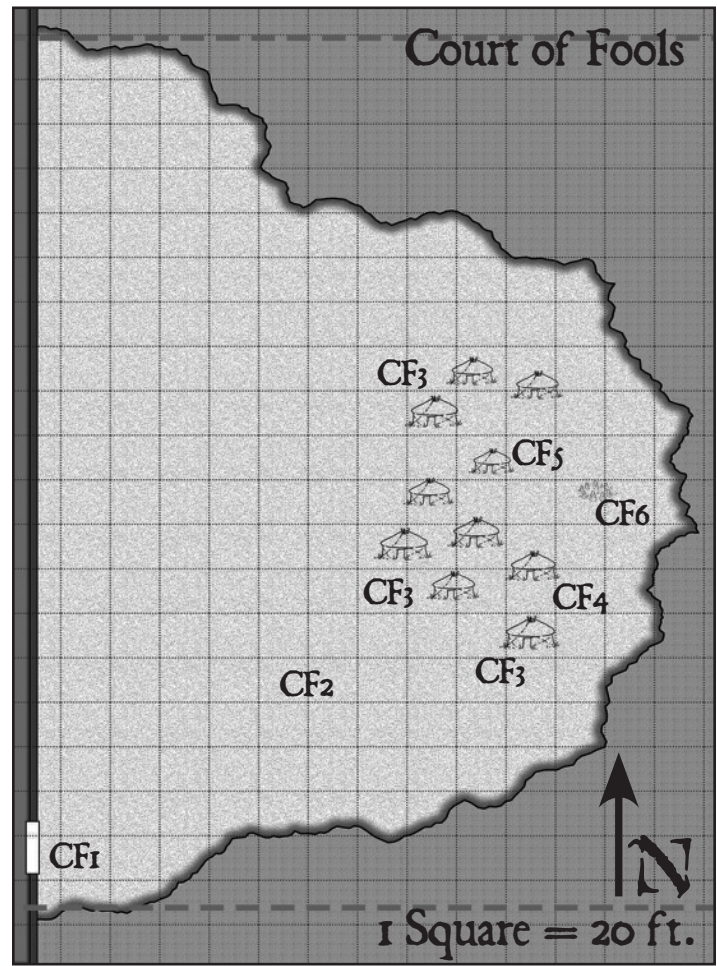 Court of Fools
CF3
CF5
CF6
CF3
CF4
CF3
CF2
CF1
N
1 Square = 20 ft.